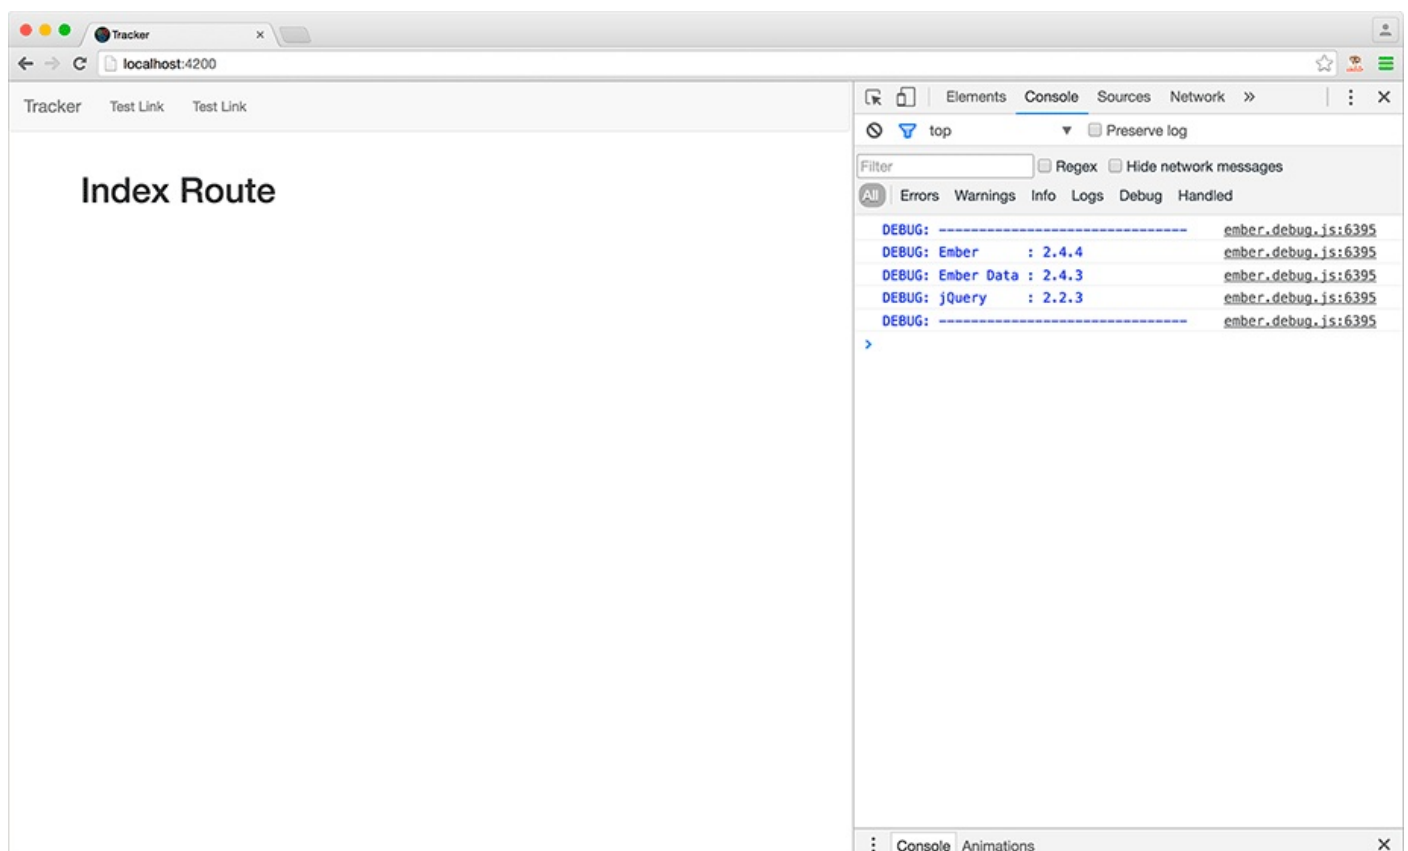 Tracker
localhost:4200
Tracker Test Link Test Link
Index Route
Elements Console Sources Network »
top Preserve log
Filter Regex Hide network messages
All Errors Warnings Info Logs Debug Handled
DEBUG: ------------------------------- ember.debug.js:6395
DEBUG: Ember : 2.4.4 ember.debug.js:6395
DEBUG: Ember Data : 2.4.3 ember.debug.js:6395
DEBUG: jQuery : 2.2.3 ember.debug.js:6395
DEBUG: ------------------------------- ember.debug.js:6395
Console Animations